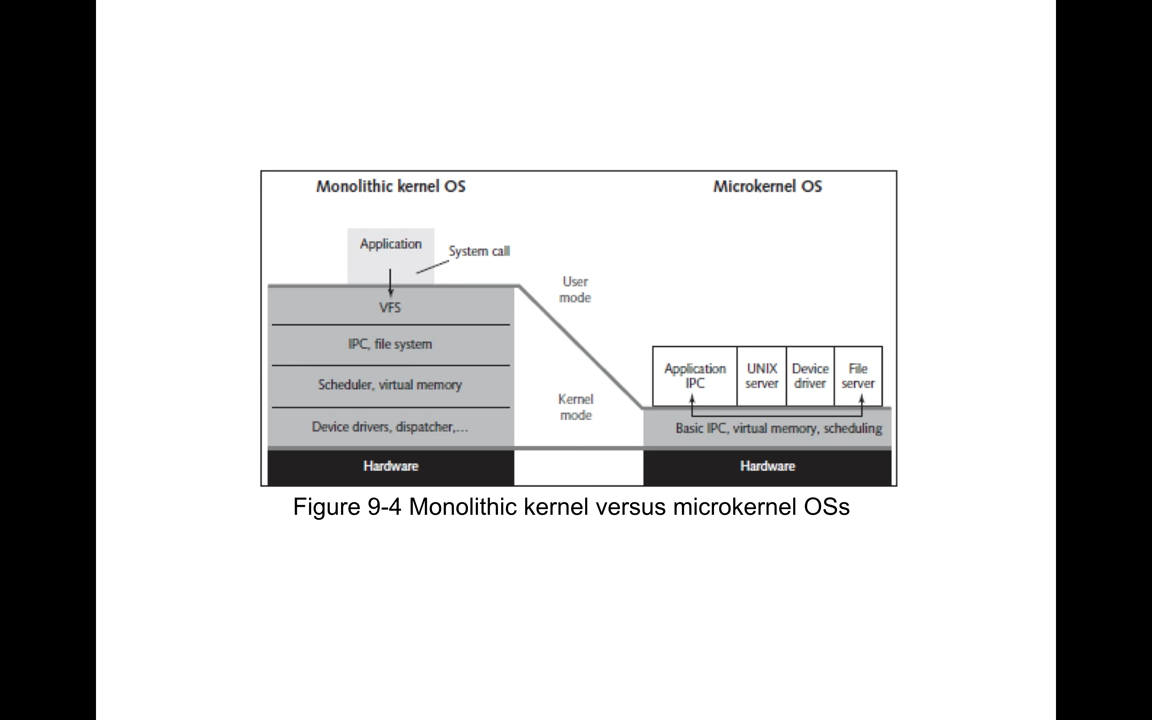 Monolithic kernel OS
Microkernel OS
Application
System call
VFS
IPC, file system
Scheduler, virtual memory
Device drivers, dispatcher,...
Hardware
User
mode
Kernel
mode
Application
IPC
UNIX
server
Device
driver
File
server
Basic IPC, virtual memory, scheduling
Hardware
Figure 9-4 Monolithic kernel versus microkernel OSs